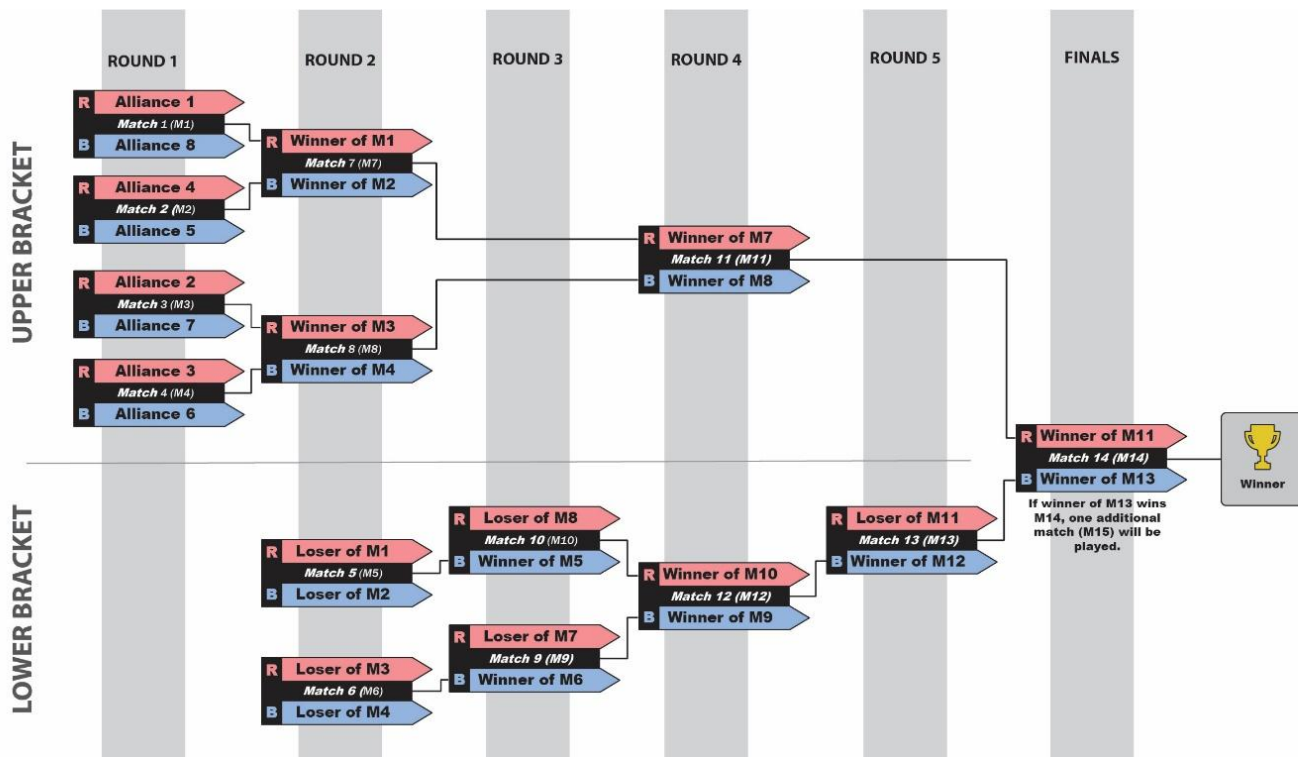 ROUND 1
ROUND 2
ROUND 3
ROUND 4
ROUND 5
FINALS
UPPER BRACKET
R Alliance 1
Match 1 (M1)
B Alliance 8
R Alliance 4
Match 2 (M2)
B Alliance 5
R Alliance 2
Match 3 (M3)
B Alliance 7
R Alliance 3
Match 4 (M4)
B Alliance 6
R Winner of M1
Match 7 (M7)
B Winner of M2
R Winner of M3
Match 8 (M8)
B Winner of M4
R Winner of M7
Match 11 (M11)
B Winner of M8
R Winner of M11
Match 14 (M14)
B Winner of M13
If winner of M13 wins
M14, one additional
match (M15) will be
played.
Winner
LOWER BRACKET
R Loser of M1
Match 5 (M5)
B Loser of M2
R Loser of M3
Match 6 (M6)
B Loser of M4
R Loser of M8
Match 10 (M10)
B Winner of M5
R Loser of M7
Match 9 (M9)
B Winner of M6
R Winner of M10
Match 12 (M12)
B Winner of M9
R Loser of M11
Match 13 (M13)
B Winner of M12